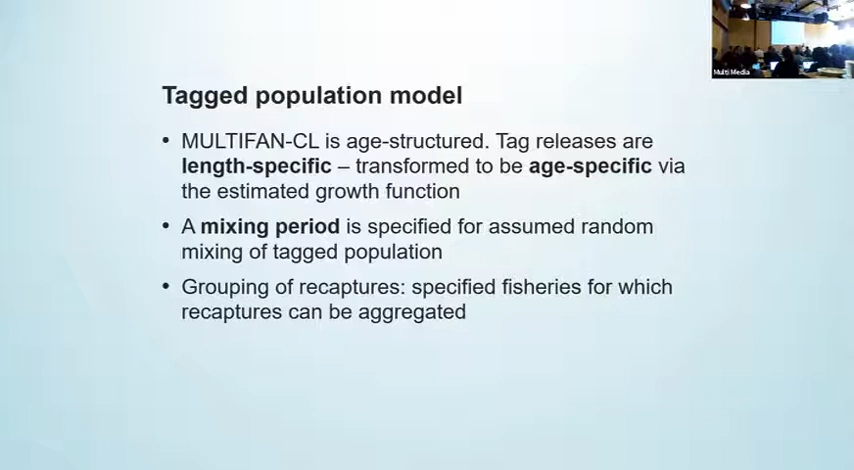 Multi Media
Tagged population model
• MULTIFAN-CL is age-structured. Tag releases are
length-specific – transformed to be age-specific via
the estimated growth function
• A mixing period is specified for assumed random
mixing of tagged population
• Grouping of recaptures: specified fisheries for which
recaptures can be aggregated